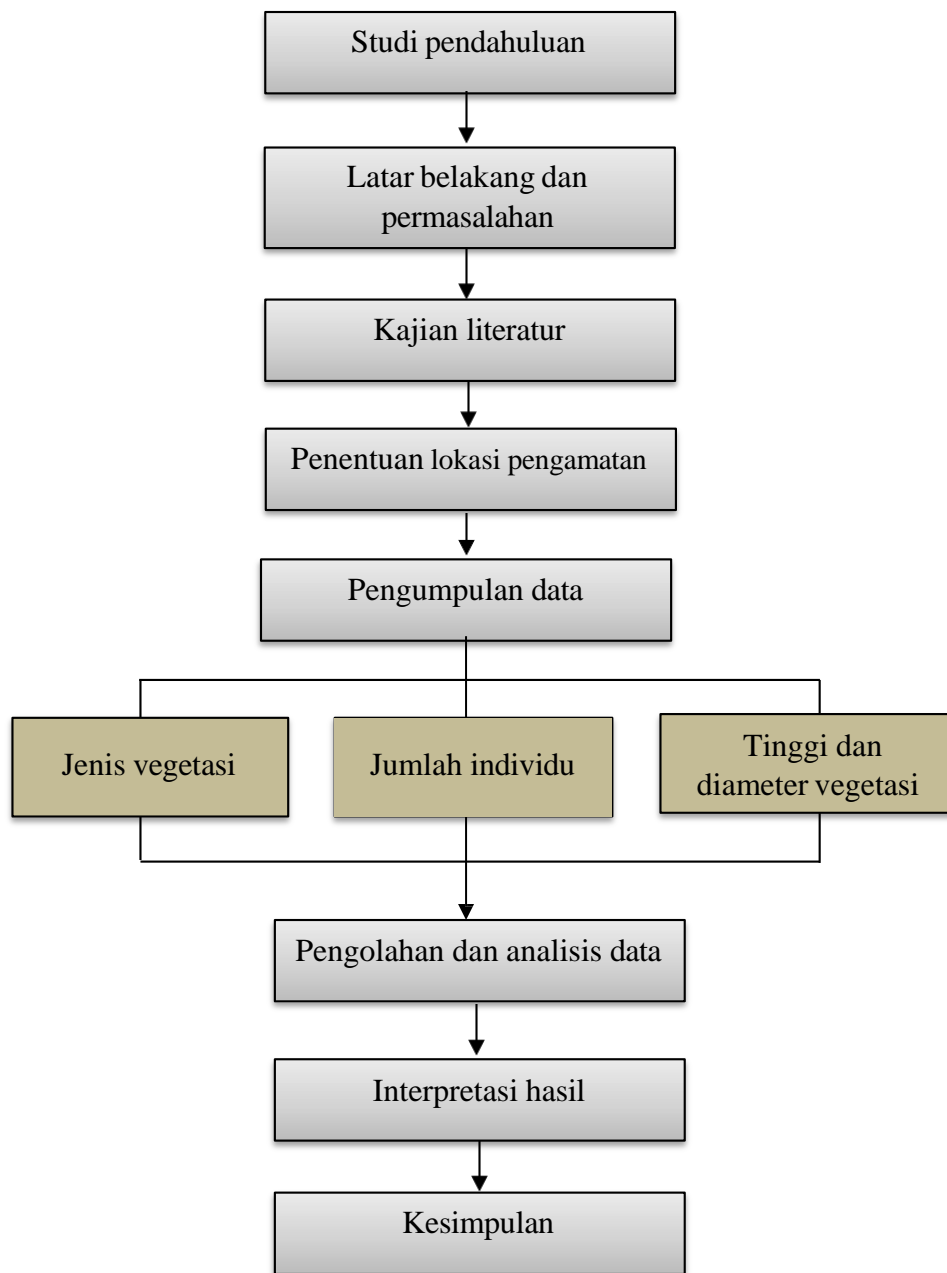 Studi pendahuluan
Latar belakang dan
permasalahan
Kajian literatur
Penentuan lokasi pengamatan
Pengumpulan data
Jenis vegetasi
Jumlah individu
Tinggi dan
diameter vegetasi
Pengolahan dan analisis data
Interpretasi hasil
Kesimpulan